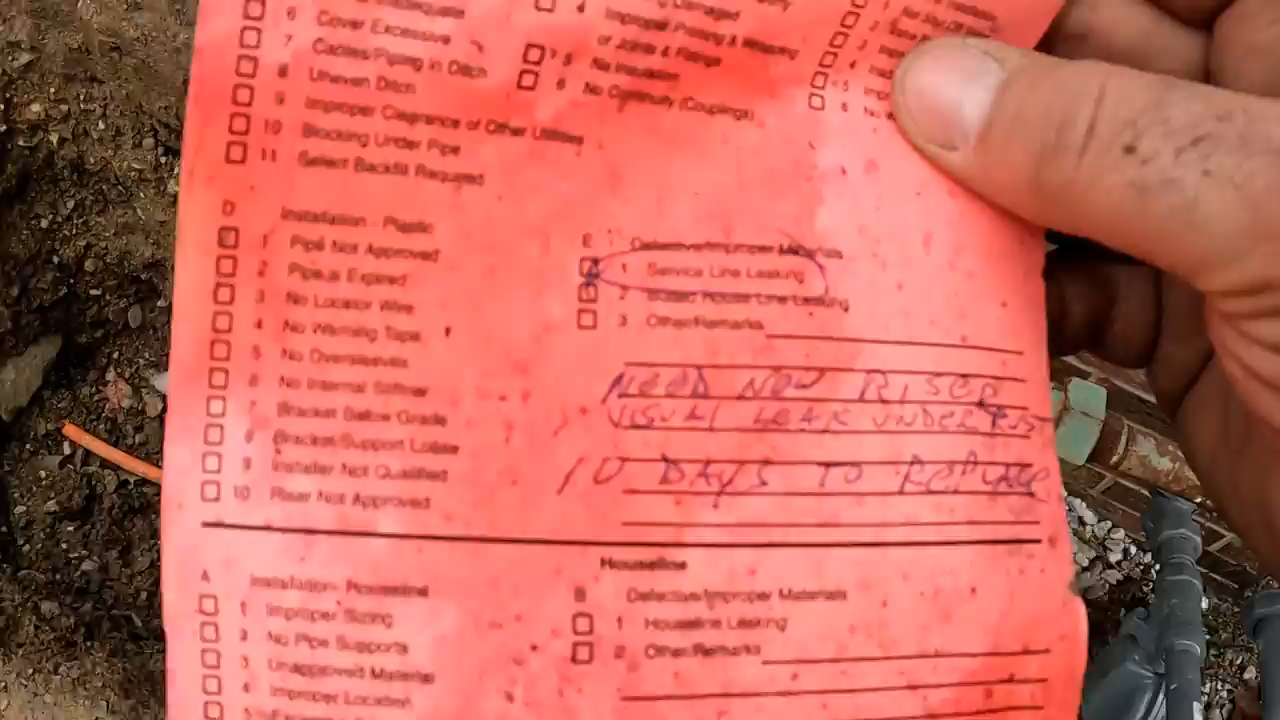 6 Cover Excessive
7 Cables/Piping in Ditch
8 Uneven Ditch
9 Improper Clearance of Other Utilities
10 Blocking Under Pipe
11 Select Backfill Required
4 Improper Potting & Wrapping
of Joints & Fittings
5 No Insulation
6 No Continuity (Couplings)
D Installation - Plastic
1 Pipe Not Approved
2 Pipe is Expired
3 No Locator Wire
4 No Warning Tape
5 No Oversleeves
6 No Internal Stiffner
7 Bracket Below Grade
8 Bracket/Support Loose
9 Installer Not Qualified
10 Riser Not Approved
E Defective/Improper Materials
1 Service Line Leaking
2 Buried House Line Leaking
3 Other/Remarks
NEED NEW RISER
VISUAL LEAK UNDER
10 DAYS TO REPLACE
Houseline
A Installation - Houseline
1 Improper Sizing
2 No Pipe Supports
3 Unapproved Material
4 Improper Location
B Defective/Improper Materials
1 Houseline Leaking
2 Other/Remarks